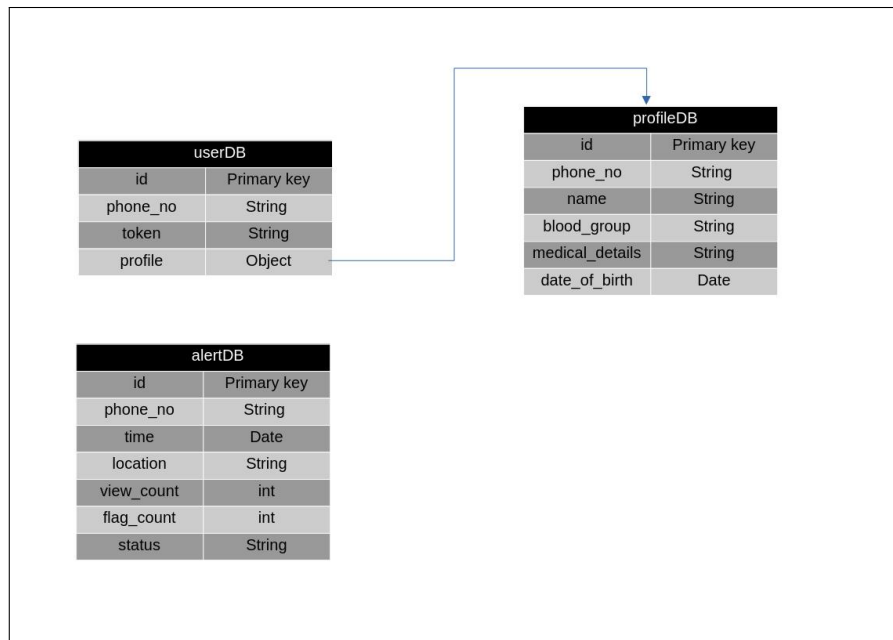 userDB
id Primary key
phone_no String
token String
profile Object
profileDB
id Primary key
phone_no String
name String
blood_group String
medical_details String
date_of_birth Date
alertDB
id Primary key
phone_no String
time Date
location String
view_count int
flag_count int
status String